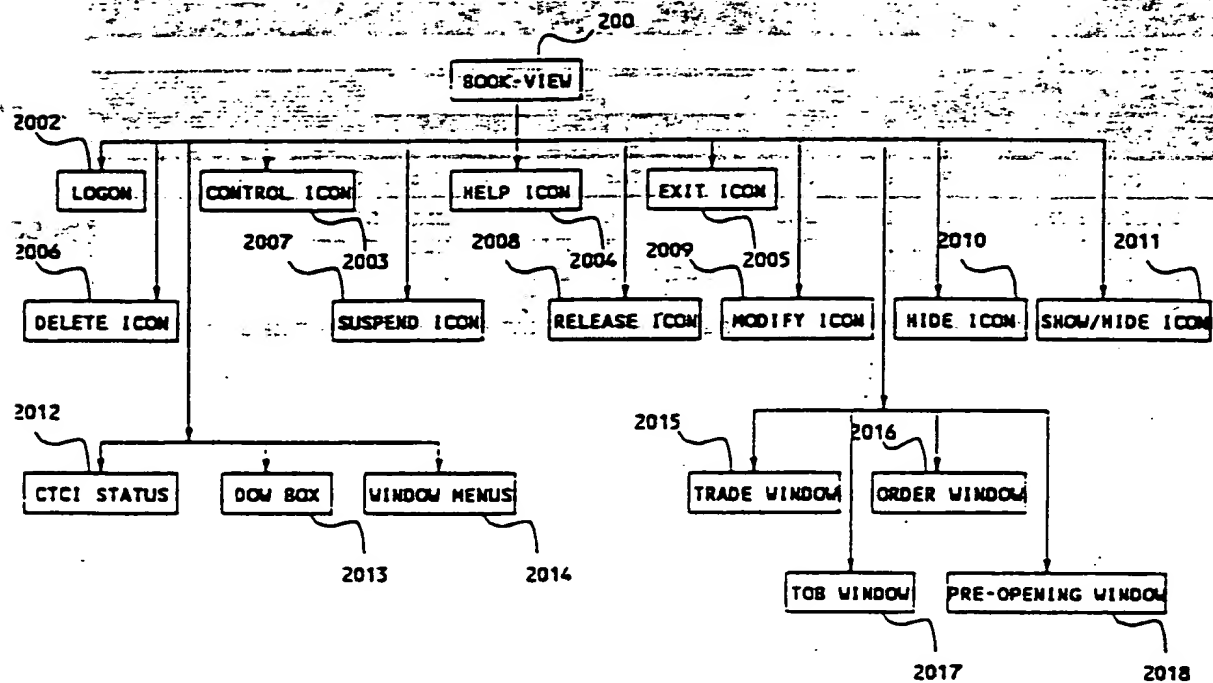 200
BOOK-VIEW
2002
LOGON
CONTROL ICON
HELP ICON
EXIT ICON
2006
2007
2003
2008
2004
2009
2005
2010
2011
DELETE ICON
SUSPEND ICON
RELEASE ICON
MODIFY ICON
HIDE ICON
SHOW/HIDE ICON
2012
2015
2016
CTCI STATUS
DOW BOX
WINDOW MENUS
TRADE WINDOW
ORDER WINDOW
2013
2014
TOB WINDOW
PRE-OPENING WINDOW
2017
2018